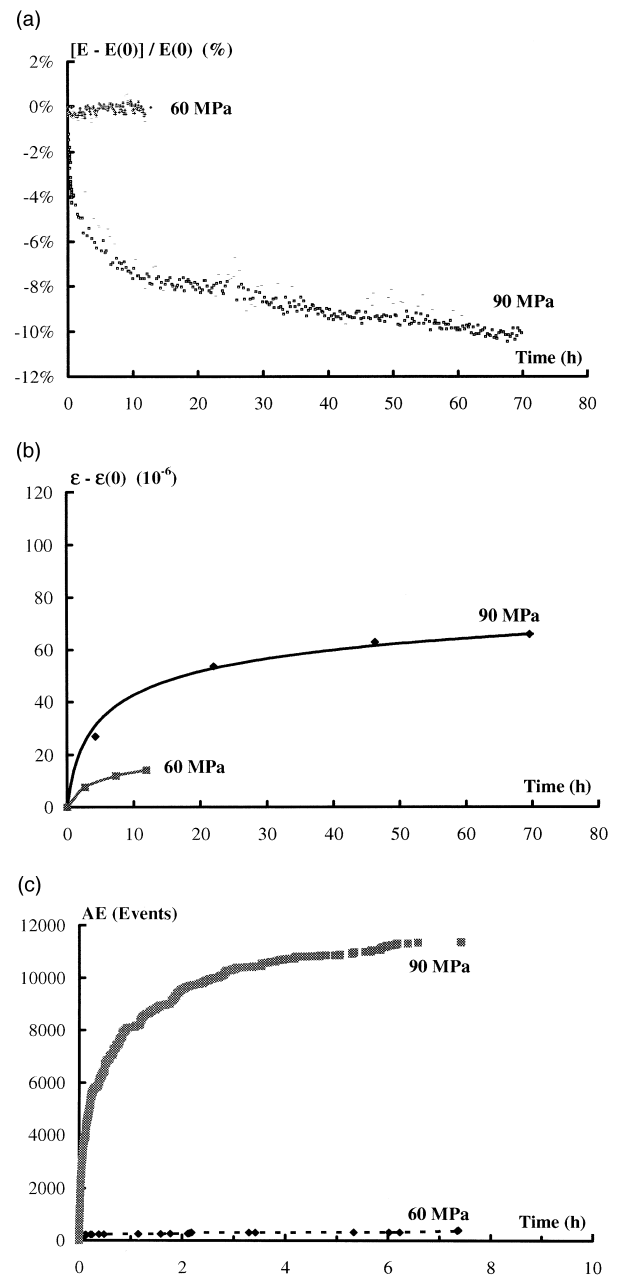 (a)
[E - E(0)] / E(0) (%)
2%
0%
60 MPa
-2%
-4%
-6%
-8%
90 MPa
-10%
Time (h)
-12%
0 10 20 30 40 50 60 70 80
(b)
ε - ε(0) (10⁻⁶)
120
100
80
90 MPa
60
40
60 MPa
20
Time (h)
0
0 10 20 30 40 50 60 70 80
(c)
AE (Events)
12000
10000
90 MPa
8000
6000
4000
2000
60 MPa
Time (h)
0
0 2 4 6 8 10